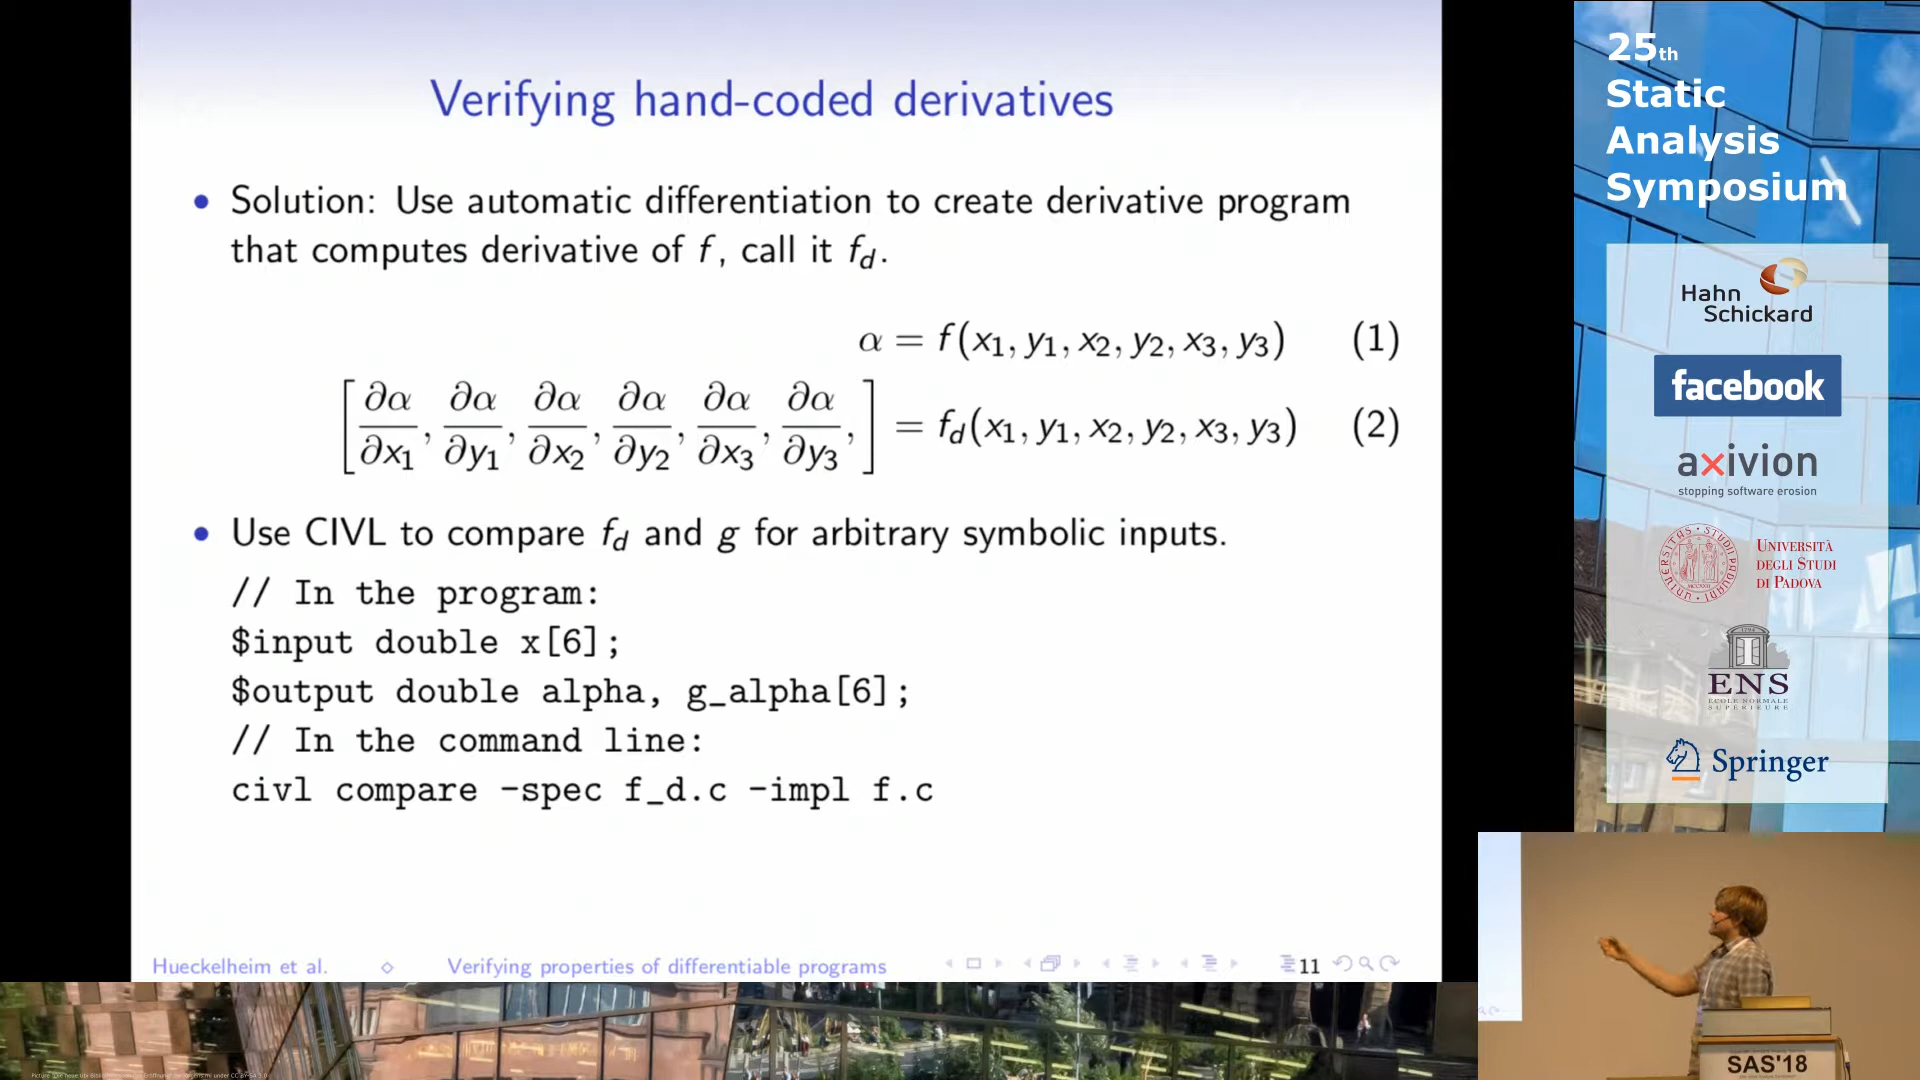 Verifying hand-coded derivatives
• Solution: Use automatic differentiation to create derivative program
that computes derivative of f, call it f_d.
α = f(x₁, y₁, x₂, y₂, x₃, y₃) (1)
[∂α/∂x₁, ∂α/∂y₁, ∂α/∂x₂, ∂α/∂y₂, ∂α/∂x₃, ∂α/∂y₃,] = f_d(x₁, y₁, x₂, y₂, x₃, y₃) (2)
• Use CIVL to compare f_d and g for arbitrary symbolic inputs.
// In the program:
$input double x[6];
$output double alpha, g_alpha[6];
// In the command line:
civl compare -spec f_d.c -impl f.c
Hueckelheim et al. ◇ Verifying properties of differentiable programs 11
25th
Static
Analysis
Symposium
Hahn
Schickard
facebook
axivion
stopping software erosion
UNIVERSITÀ
DEGLI STUDI
DI PADOVA
ENS
ECOLE NORMALE
SUPERIEURE
Springer
SAS'18